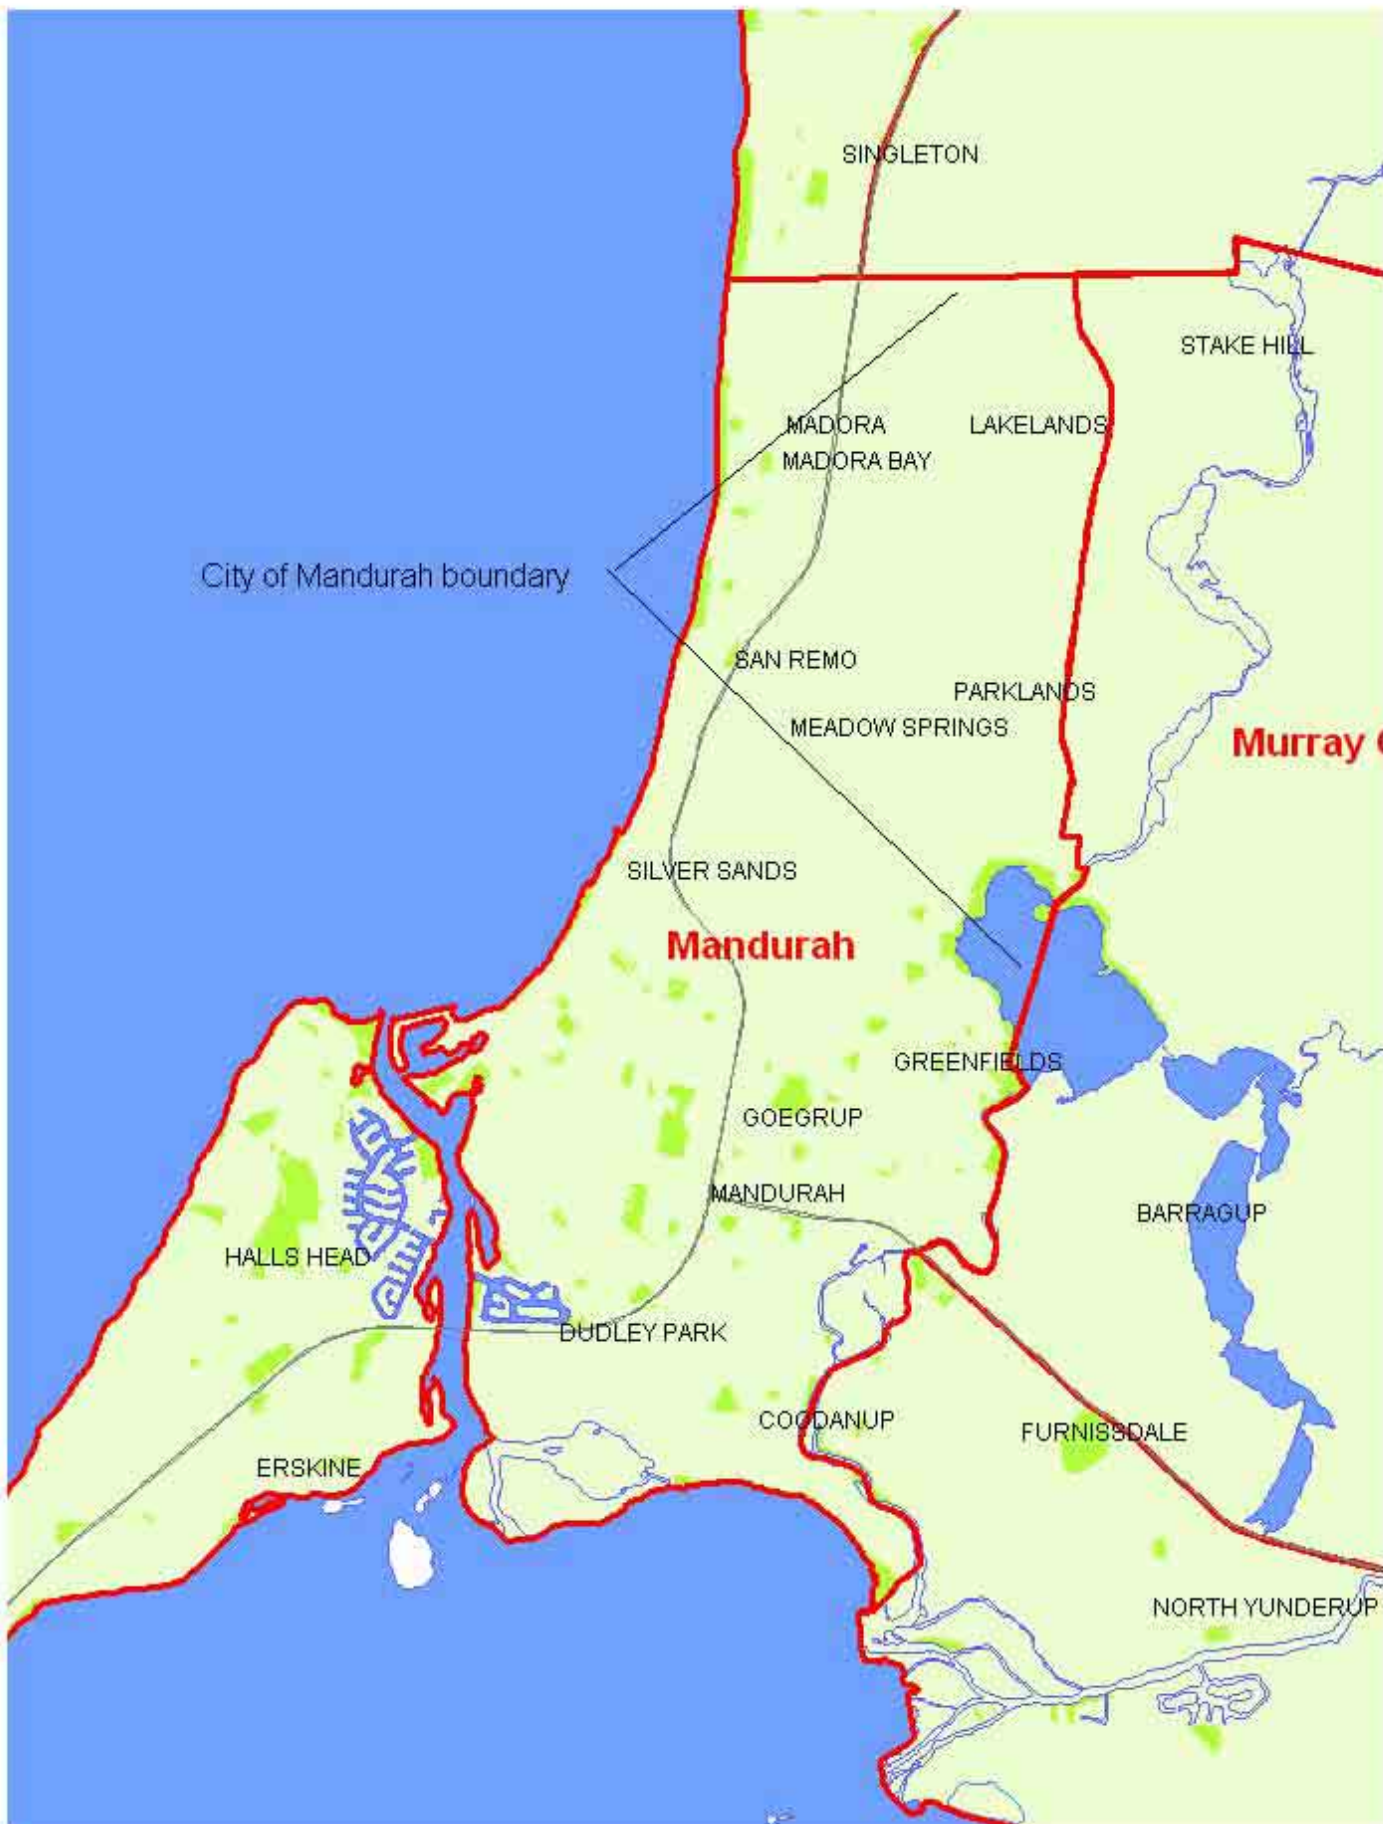 SINGLETON
STAKE HILL
MADORA
LAKELANDS
MADORA BAY
City of Mandurah boundary
SAN REMO
PARKLANDS
MEADOW SPRINGS
Murray
SILVER SANDS
Mandurah
GREENFIELDS
GOEGRUP
MANDURAH
BARRAGUP
HALLS HEAD
DUDLEY PARK
COODANUP
FURNISSDALE
ERSKINE
NORTH YUNDERUP